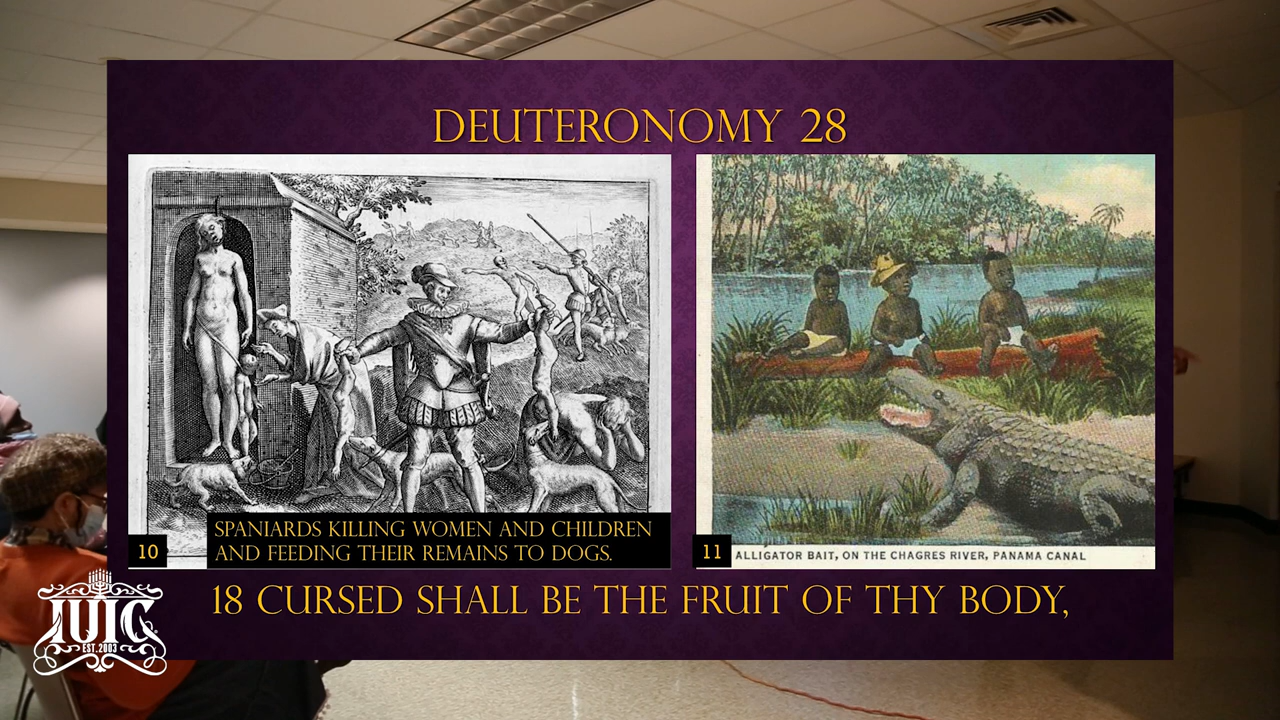 DEUTERONOMY 28
SPANIARDS KILLING WOMEN AND CHILDREN
AND FEEDING THEIR REMAINS TO DOGS.
10
11
ALLIGATOR BAIT, ON THE CHAGRES RIVER, PANAMA CANAL
18 CURSED SHALL BE THE FRUIT OF THY BODY,
IUIC
EST. 2003